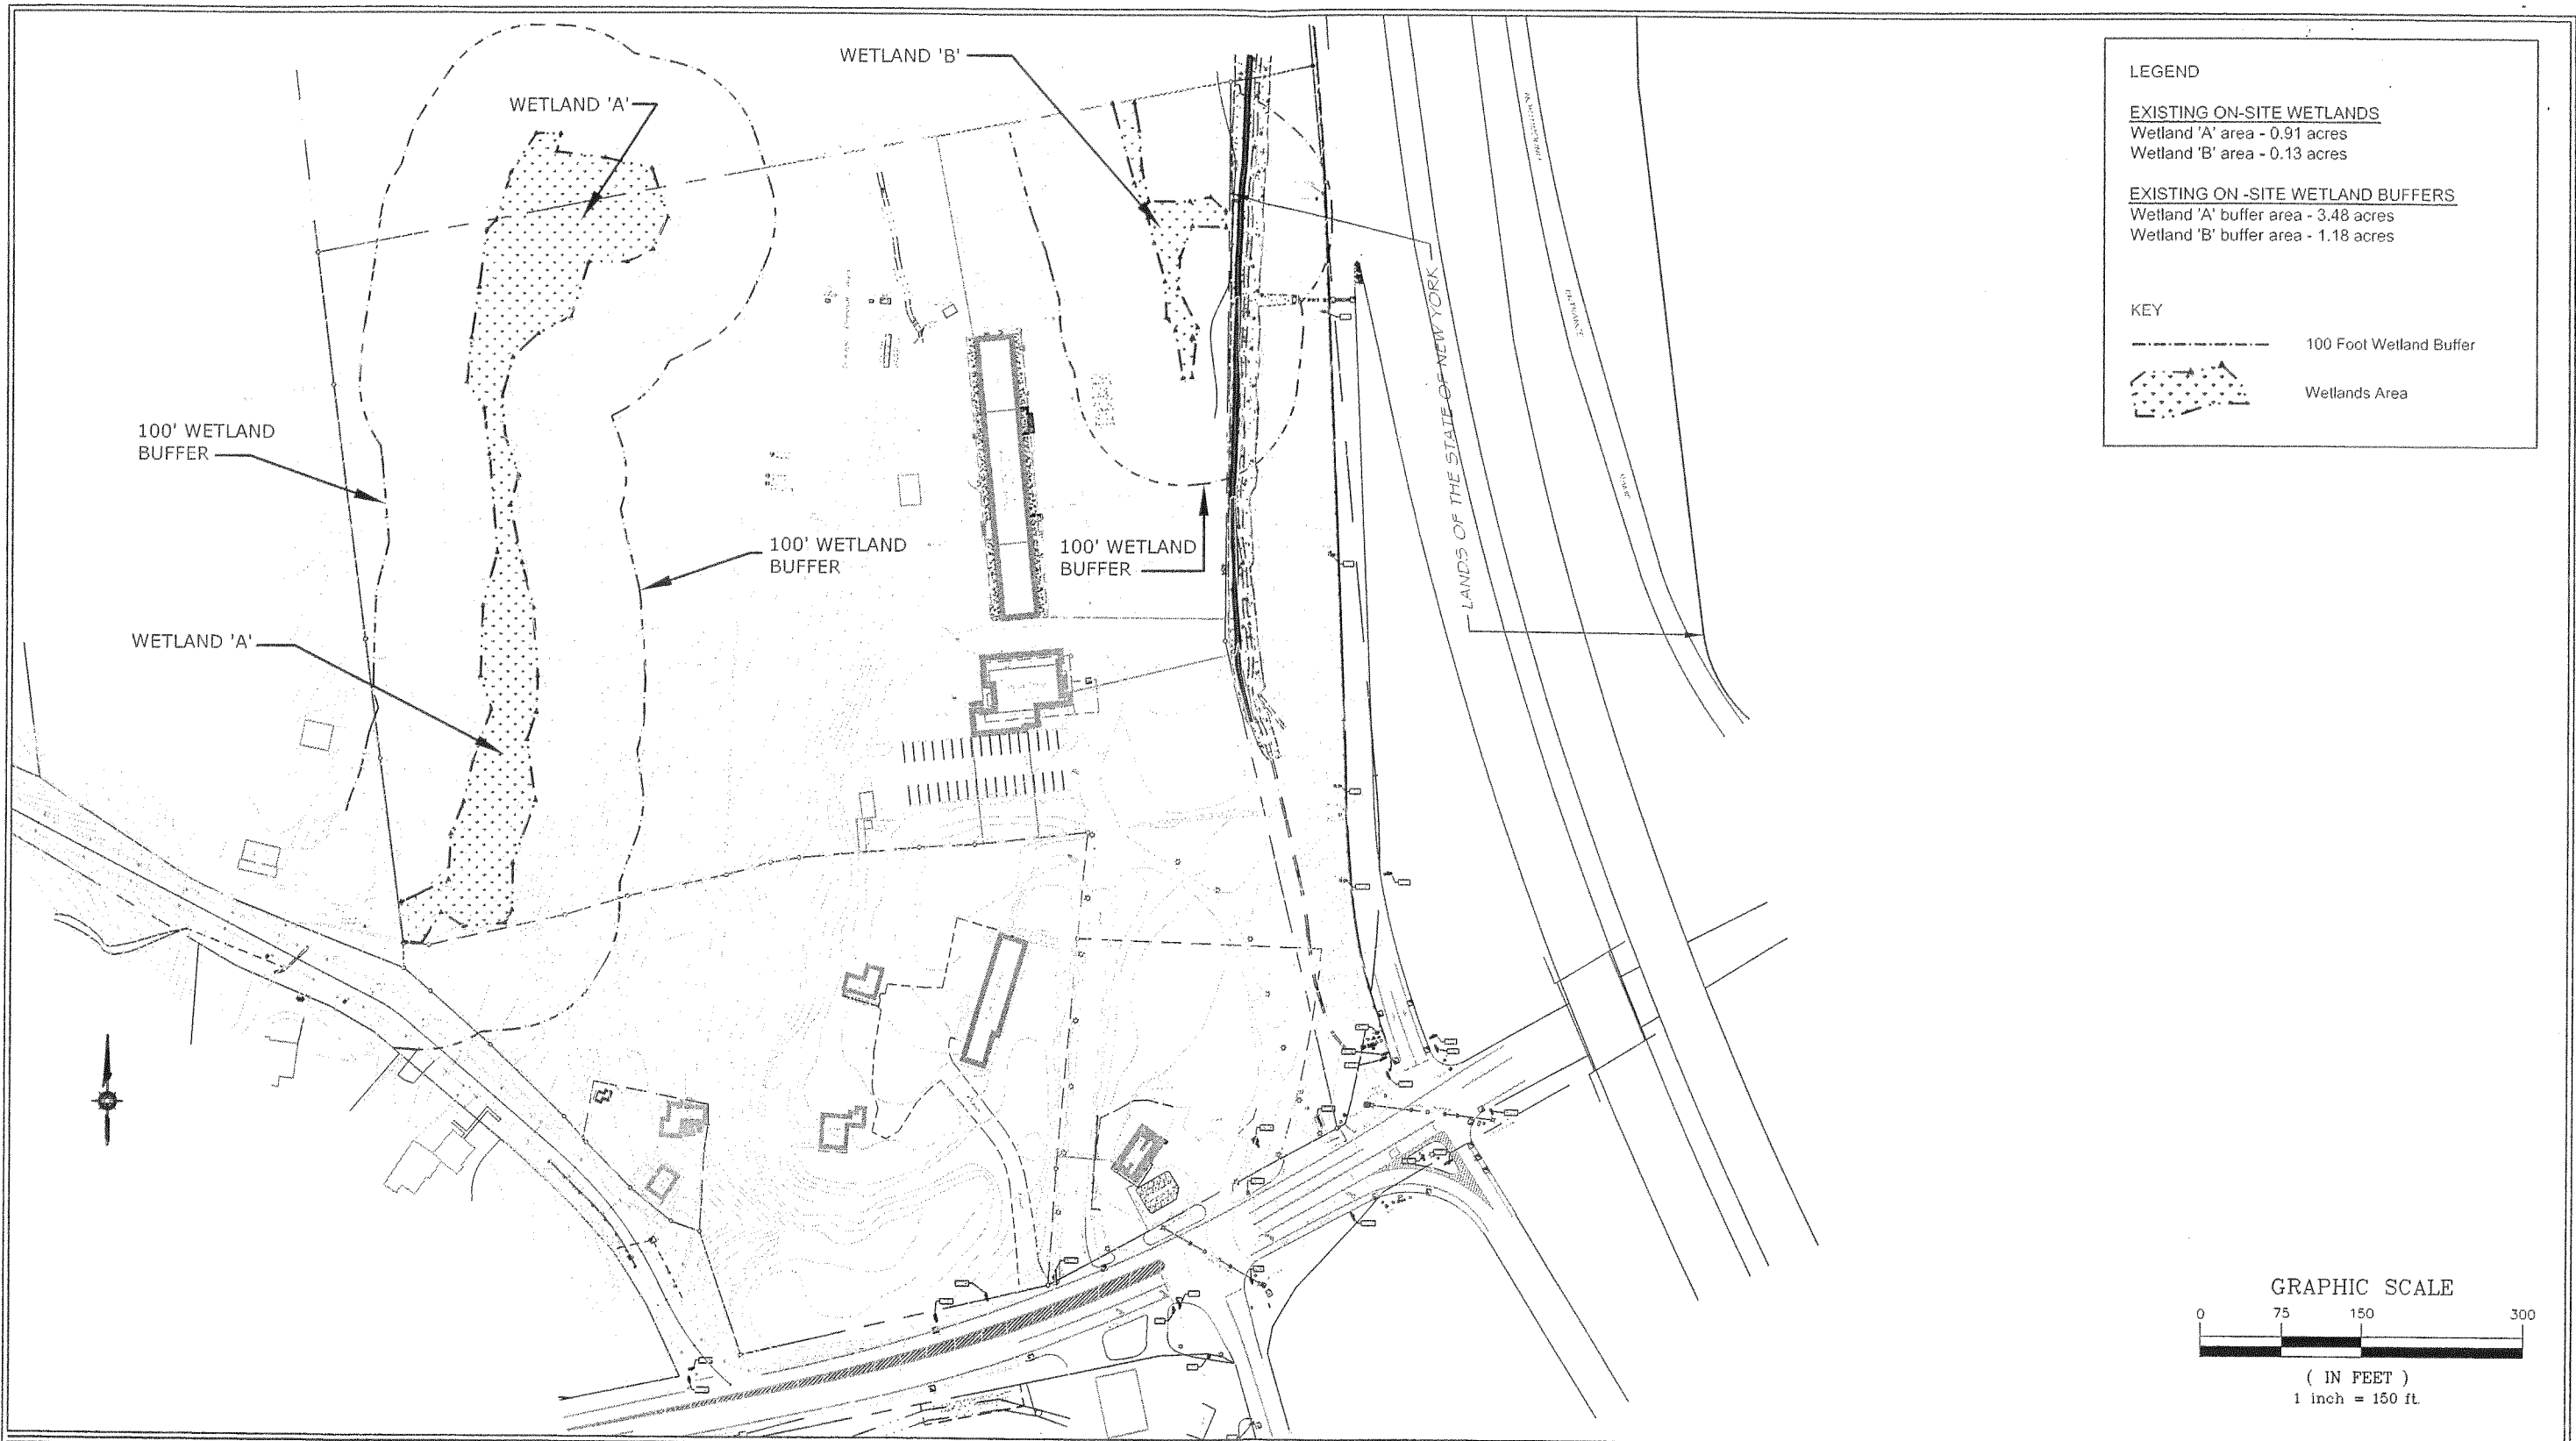 WETLAND 'B'
WETLAND 'A'
100' WETLAND
BUFFER
100' WETLAND
BUFFER
100' WETLAND
BUFFER
WETLAND 'A'
LANDS OF THE STATE OF NEW YORK
ENTRANCE
RAMP
LEGEND
EXISTING ON-SITE WETLANDS
Wetland 'A' area - 0.91 acres
Wetland 'B' area - 0.13 acres
EXISTING ON -SITE WETLAND BUFFERS
Wetland 'A' buffer area - 3.48 acres
Wetland 'B' buffer area - 1.18 acres
KEY
100 Foot Wetland Buffer
Wetlands Area
GRAPHIC SCALE
0 75 150 300
( IN FEET )
1 inch = 150 ft.